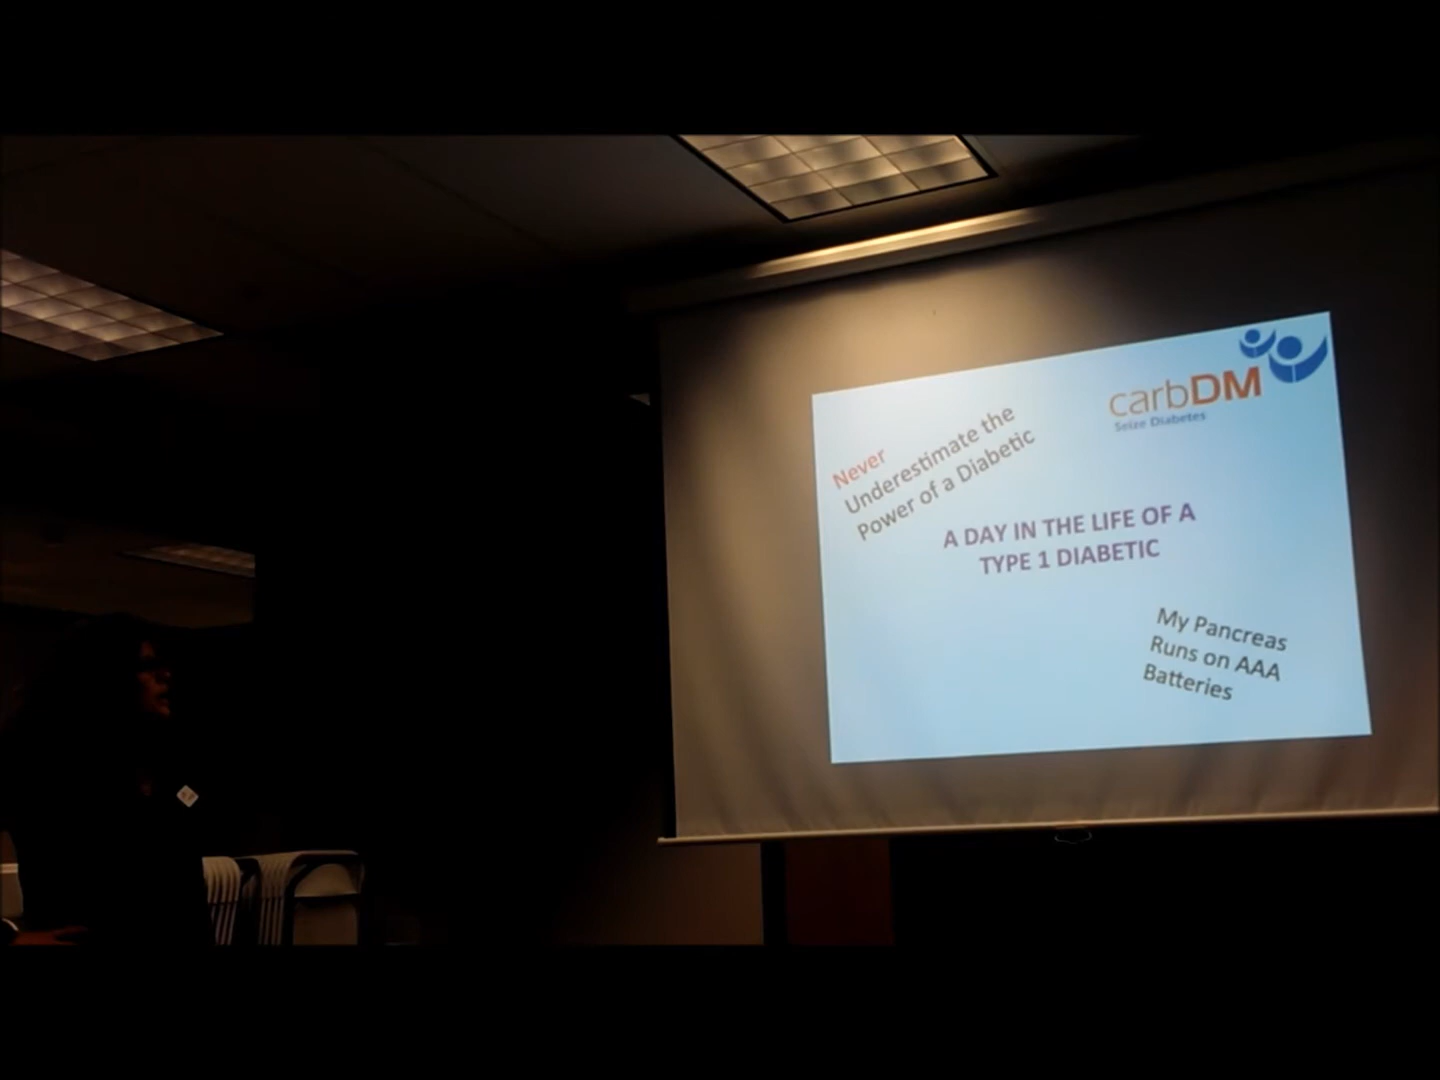 carbDM
Seize Diabetes
Never
Underestimate the
Power of a Diabetic
A DAY IN THE LIFE OF A
TYPE 1 DIABETIC
My Pancreas
Runs on AAA
Batteries